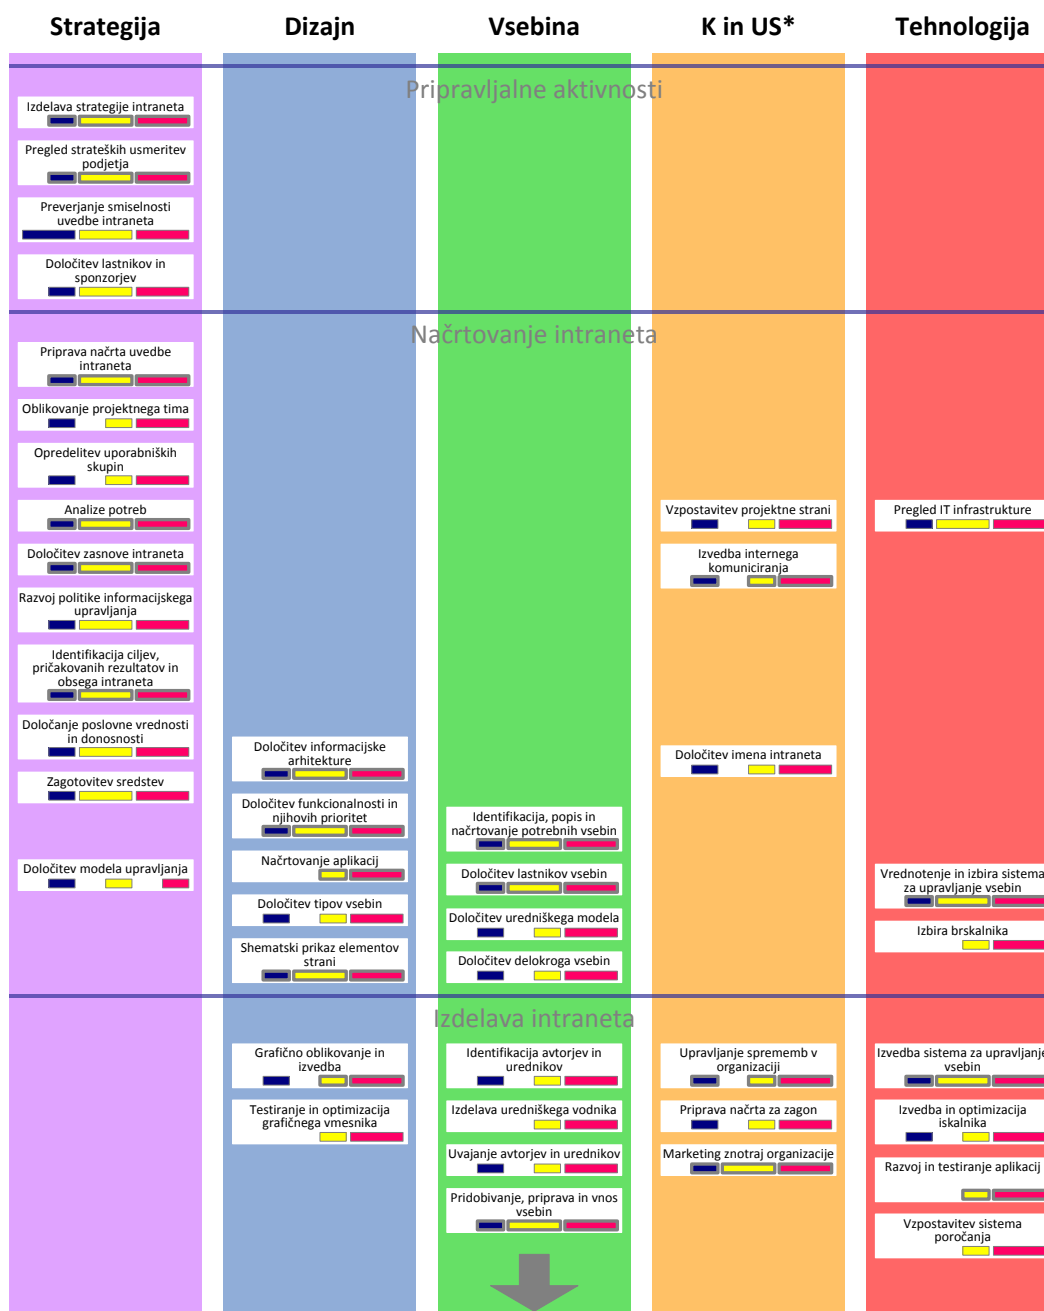 Strategija
Dizajn
Vsebina
K in US*
Tehnologija
Pripravljalne aktivnosti
Izdelava strategije intraneta
Pregled strateških usmeritev
podjetja
Preverjanje smiselnosti
uvedbe intraneta
Določitev lastnikov in
sponzorjev
Načrtovanje intraneta
Priprava načrta uvedbe
intraneta
Oblikovanje projektnega tima
Opredelitev uporabniških
skupin
Analize potreb
Določitev zasnove intraneta
Razvoj politike informacijskega
upravljanja
Identifikacija ciljev,
pričakovanih rezultatov in
obsega intraneta
Določanje poslovne vrednosti
in donosnosti
Zagotovitev sredstev
Določitev modela upravljanja
Določitev informacijske
arhitekture
Določitev funkcionalnosti in
njihovih prioritet
Načrtovanje aplikacij
Določitev tipov vsebin
Shematski prikaz elementov
strani
Identifikacija, popis in
načrtovanje potrebnih vsebin
Določitev lastnikov vsebin
Določitev uredniškega modela
Določitev delokroga vsebin
Vzpostavitev projektne strani
Izvedba internega
komuniciranja
Določitev imena intraneta
Pregled IT infrastrukture
Vrednotenje in izbira sistema
za upravljanje vsebin
Izbira brskalnika
Izdelava intraneta
Grafično oblikovanje in
izvedba
Testiranje in optimizacija
grafičnega vmesnika
Identifikacija avtorjev in
urednikov
Izdelava uredniškega vodnika
Uvajanje avtorjev in urednikov
Pridobivanje, priprava in vnos
vsebin
Upravljanje sprememb v
organizaciji
Priprava načrta za zagon
Marketing znotraj organizacije
Izvedba sistema za upravljanje
vsebin
Izvedba in optimizacija
iskalnika
Razvoj in testiranje aplikacij
Vzpostavitev sistema
poročanja